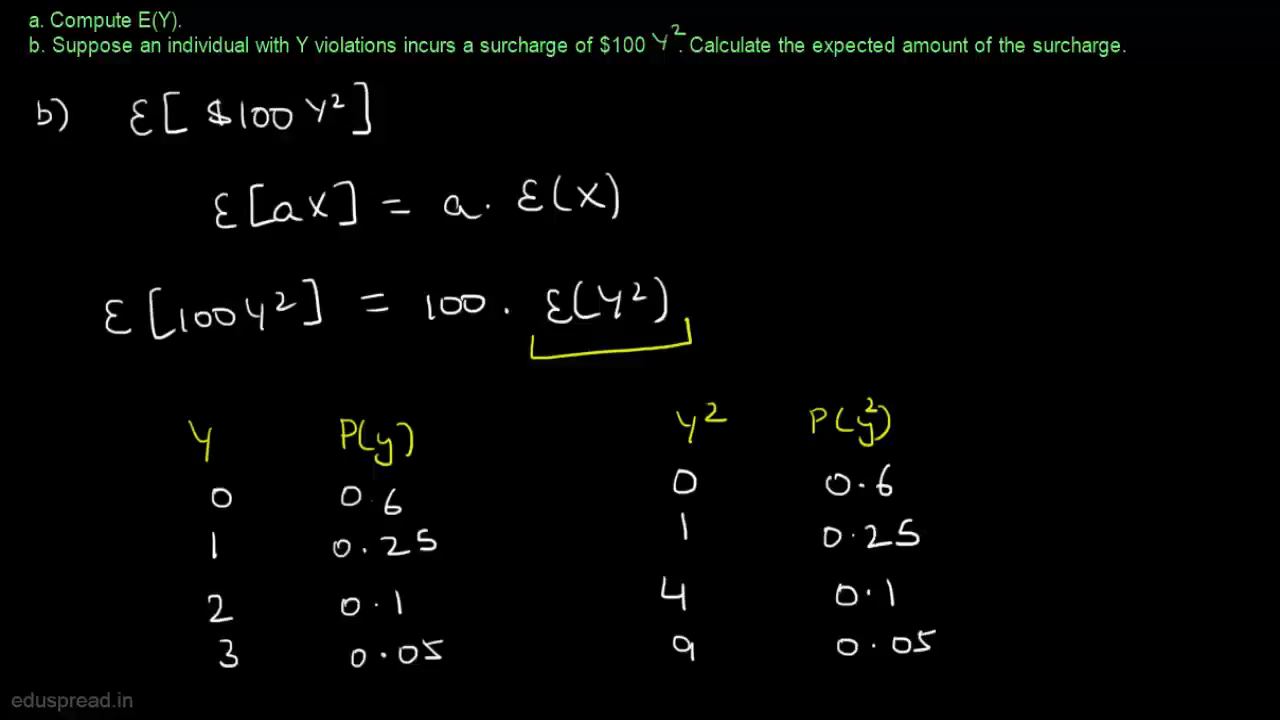 a. Compute E(Y).
b. Suppose an individual with Y violations incurs a surcharge of $100 Y². Calculate the expected amount of the surcharge.
b) E[ $100 Y² ]
E[aX] = a. E(X)
E[100Y²] = 100. E(Y²)
Y P(y) Y² P(y²)
0 0.6 0 0.6
1 0.25 1 0.25
2 0.1 4 0.1
3 0.05 9 0.05
eduspread.in